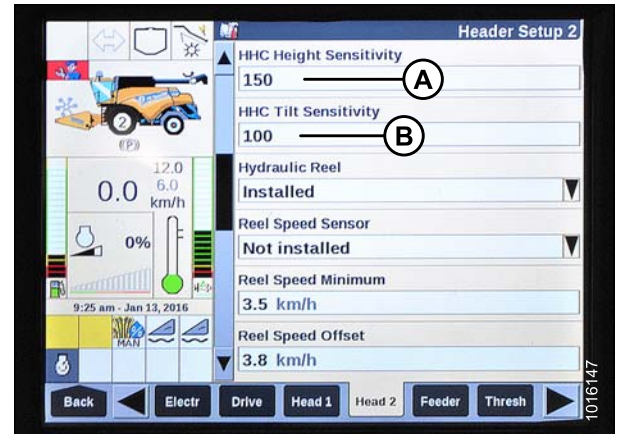 Header Setup 2
HHC Height Sensitivity
150
A
HHC Tilt Sensitivity
100
B
Hydraulic Reel
Installed
Reel Speed Sensor
Not installed
Reel Speed Minimum
3.5 km/h
Reel Speed Offset
3.8 km/h
2
(P)
0.0
12.0
6.0
km/h
0%
9:25 am - Jan 13, 2016
MAN
Back
Electr
Drive
Head 1
Head 2
Feeder
Thresh
1016147